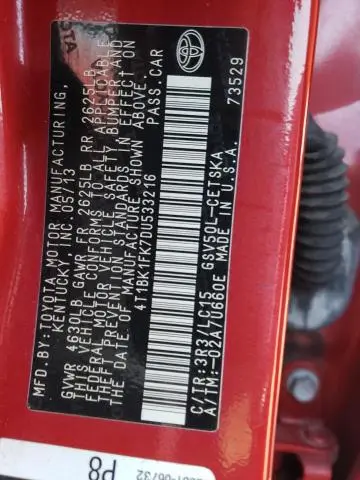 MFD. BY: TOYOTA MOTOR MANUFACTURING,
KENTUCKY, INC. 05/13
GVWR 4630LB GAWR FR 2625LB RR 2625LB
THIS VEHICLE CONFORMS TO ALL APPLICABLE
FEDERAL MOTOR VEHICLE SAFETY, BUMPER, AND
THEFT PREVENTION STANDARDS IN EFFECT ON
THE DATE OF MANUFACTURE SHOWN ABOVE.
4T1BK1FK7DU533216 PASS.CAR
C/TR:3R3/LC15 GSV50L-CETSKA
A/TM:-02A/U660E MADE IN U.S.A.
73529
P8